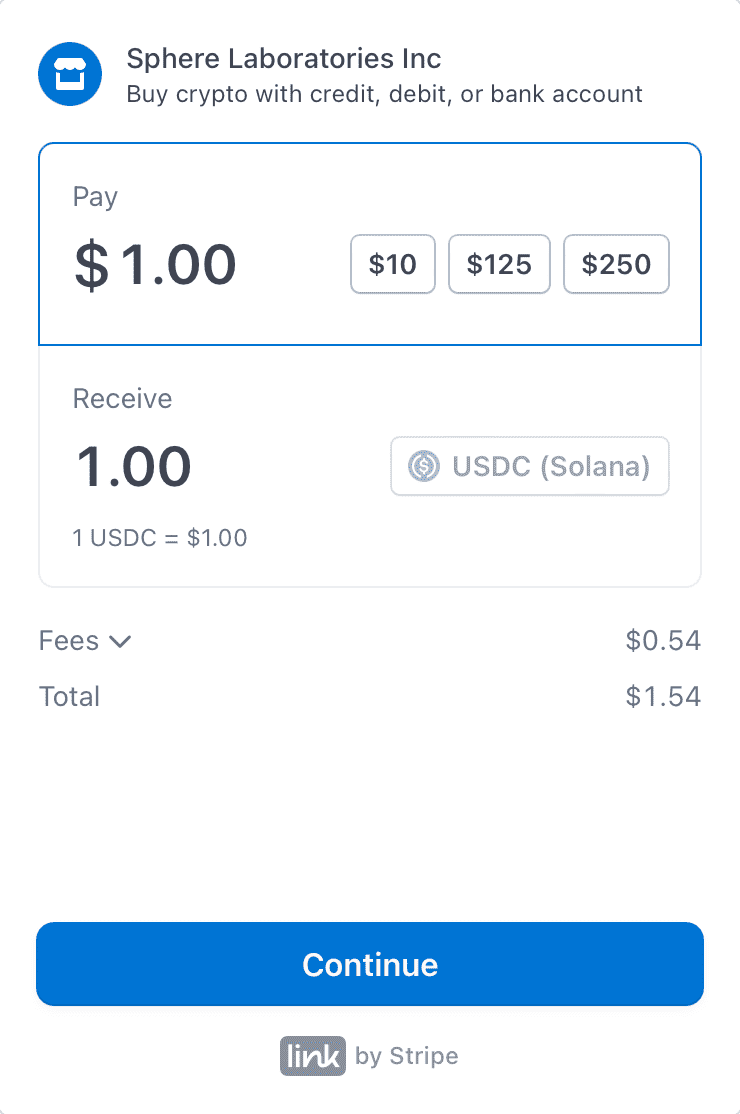 Sphere Laboratories Inc
Buy crypto with credit, debit, or bank account
Pay
$ 1.00 $10 $125 $250
Receive
1.00 USDC (Solana)
1 USDC = $1.00
Fees $0.54
Total $1.54
Continue
link by Stripe